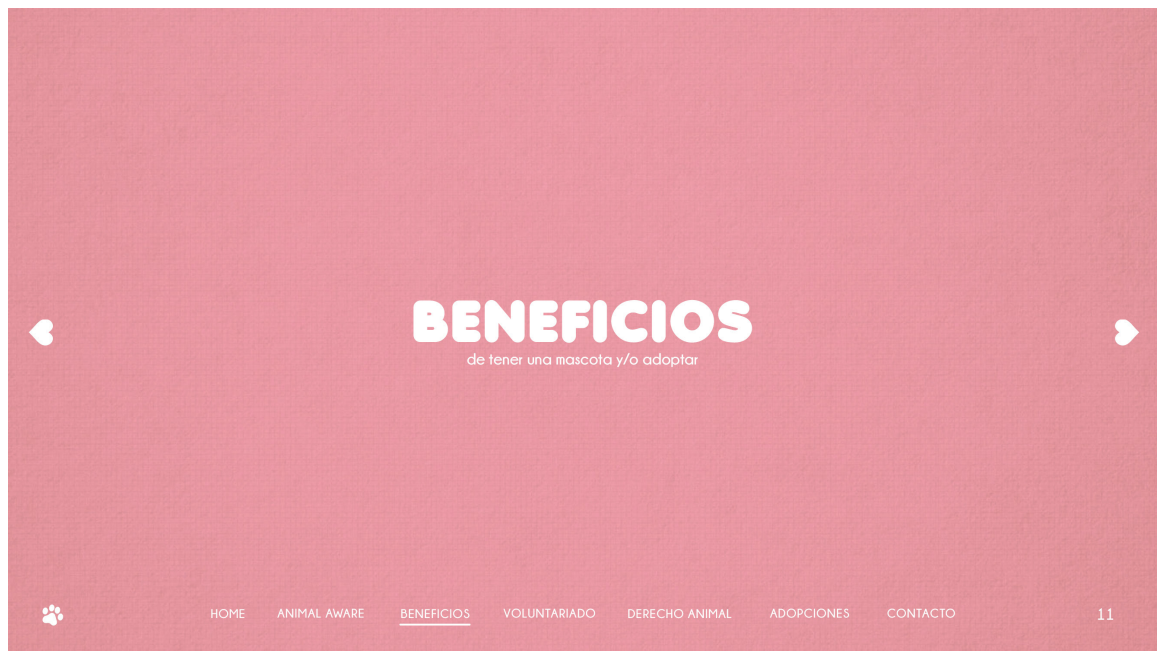 BENEFICIOS
de tener una mascota y/o adoptar
HOME ANIMAL AWARE BENEFICIOS VOLUNTARIADO DERECHO ANIMAL ADOPCIONES CONTACTO 11